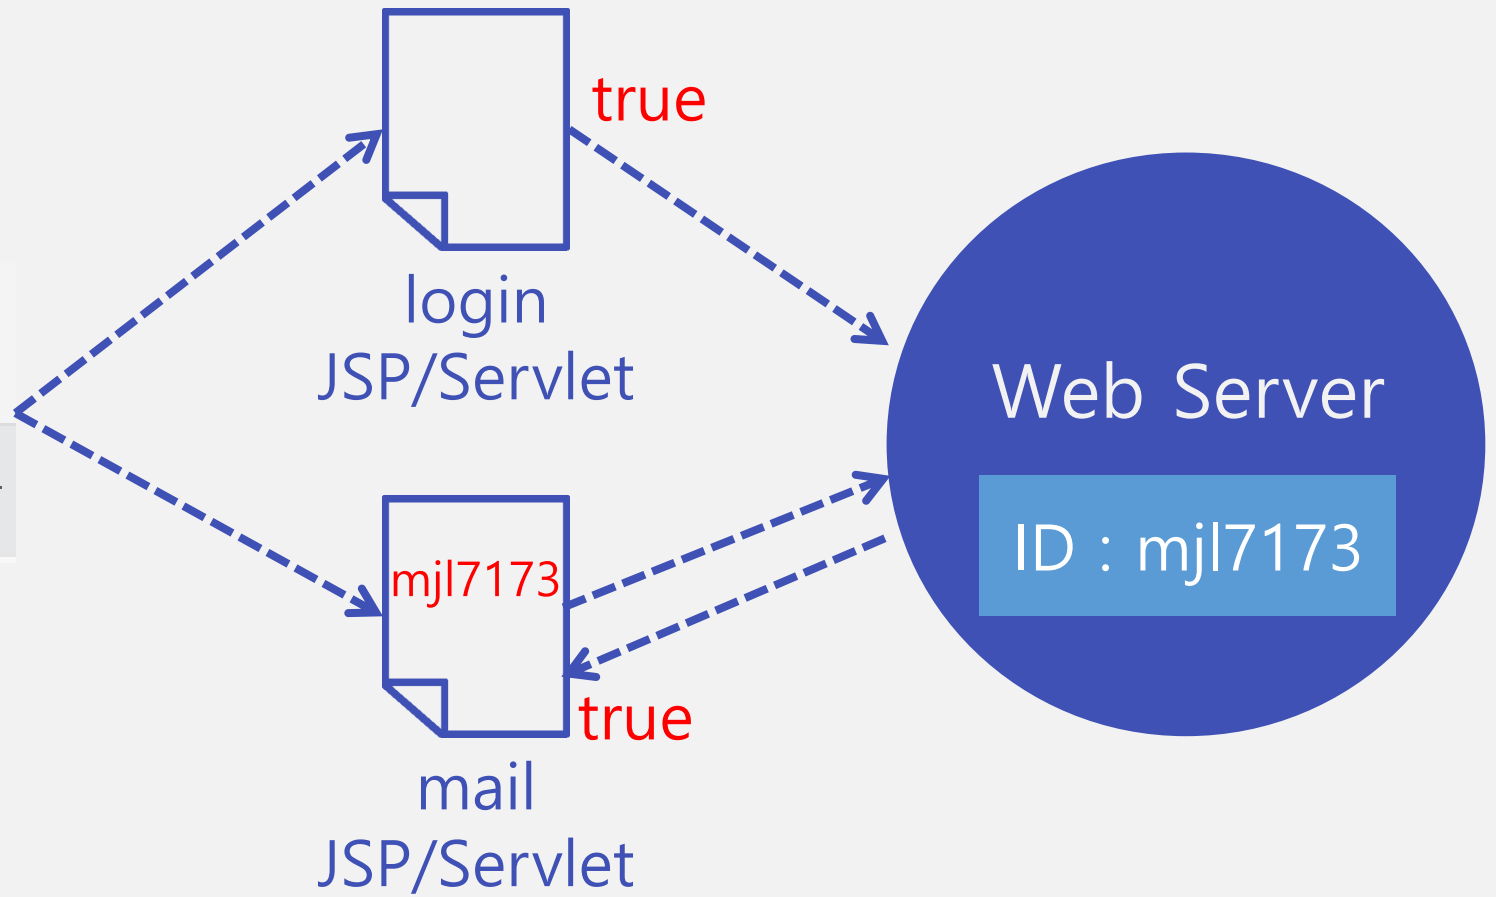 true
login
JSP/Servlet
Web Server
ID : mjl7173
mjl7173
true
mail
JSP/Servlet